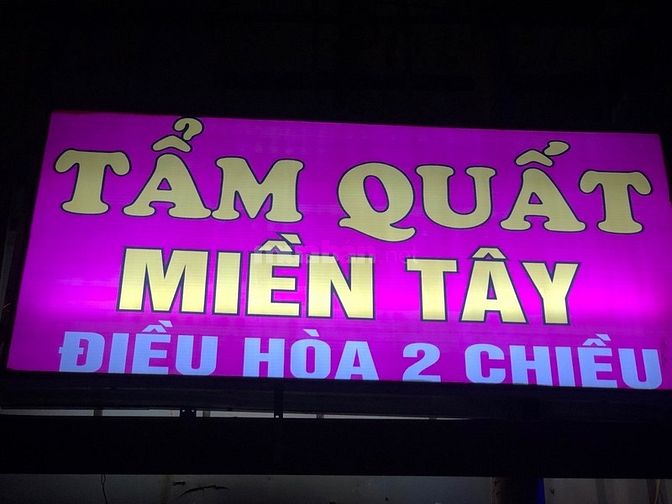 TẨM QUẤT
MIỀN TÂY
ĐIỀU HÒA 2 CHIỀU